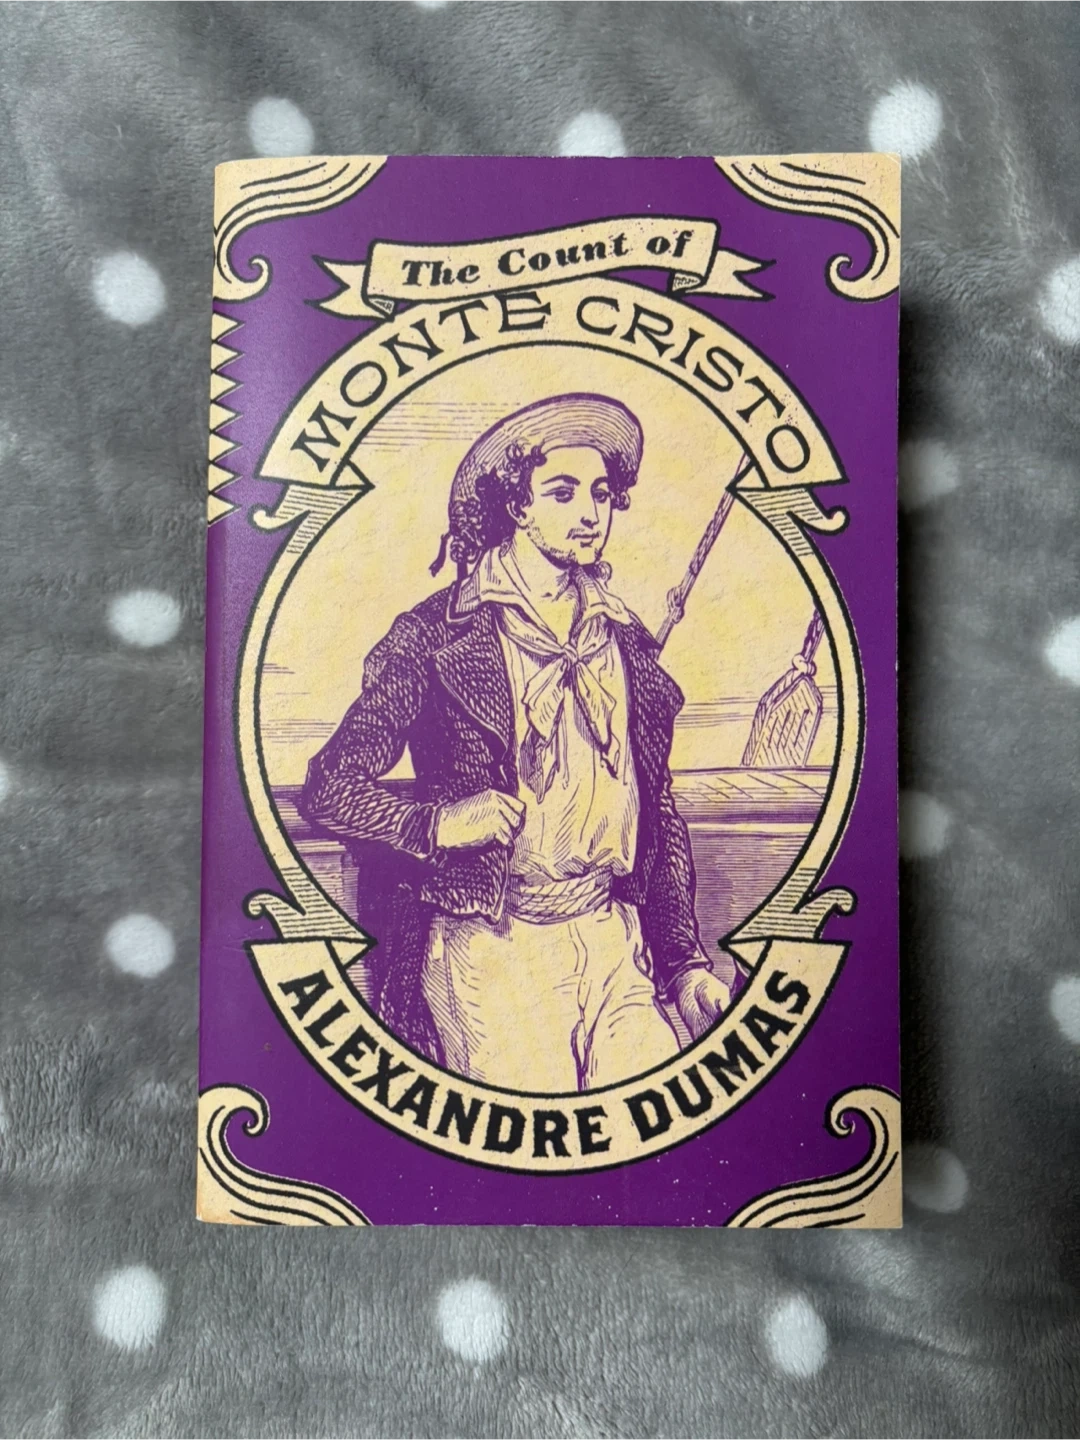 The Count of
MONTE CRISTO
ALEXANDRE DUMAS